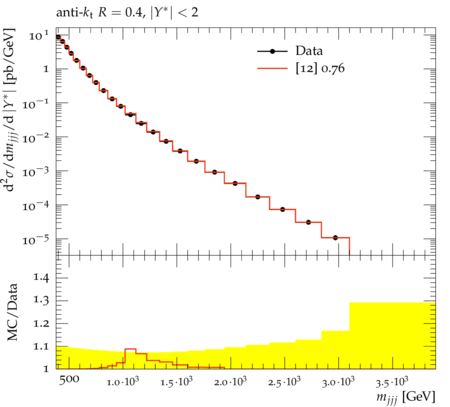 anti-kt R = 0.4, |Y*| < 2
d²σ/dmjjj/d|Y*| [pb/GeV]
10¹
1
10⁻¹
10⁻²
10⁻³
10⁻⁴
10⁻⁵
Data
[12] 0.76
MC/Data
1.4
1.3
1.2
1.1
1
500 1.0·10³ 1.5·10³ 2.0·10³ 2.5·10³ 3.0·10³ 3.5·10³
mjjj [GeV]